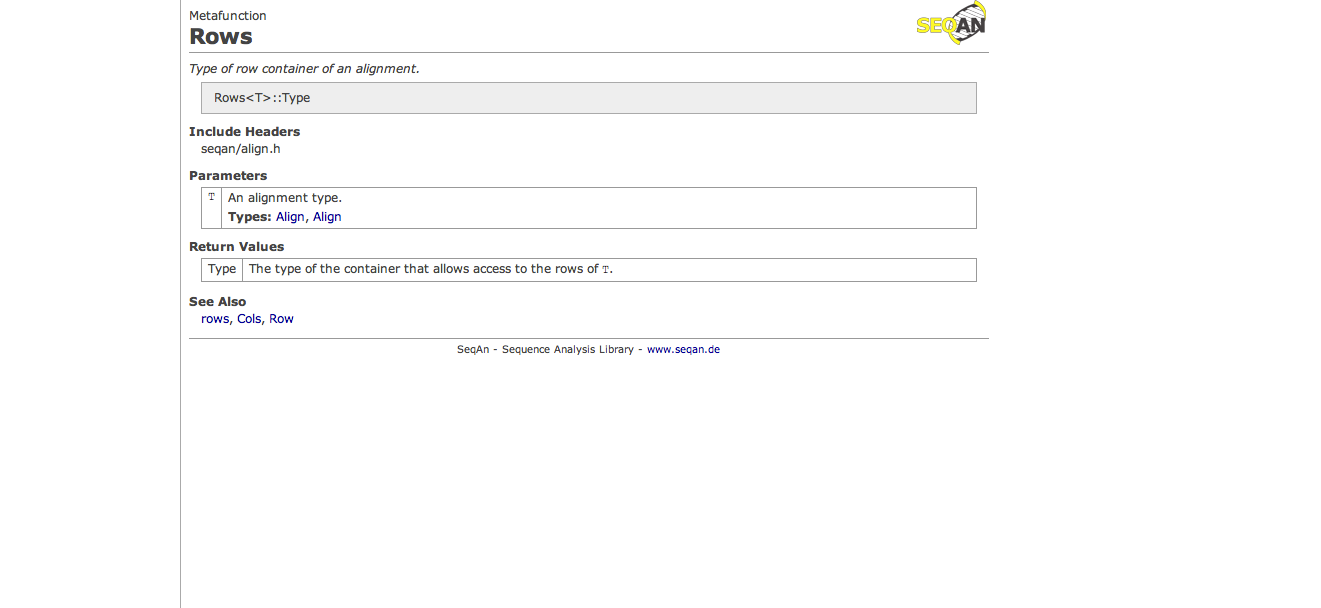 Metafunction
SEQAN
Rows
Type of row container of an alignment.
Rows<T>::Type
Include Headers
seqan/align.h
Parameters
T An alignment type.
Types: Align, Align
Return Values
Type The type of the container that allows access to the rows of T.
See Also
rows, Cols, Row
SeqAn - Sequence Analysis Library - www.seqan.de